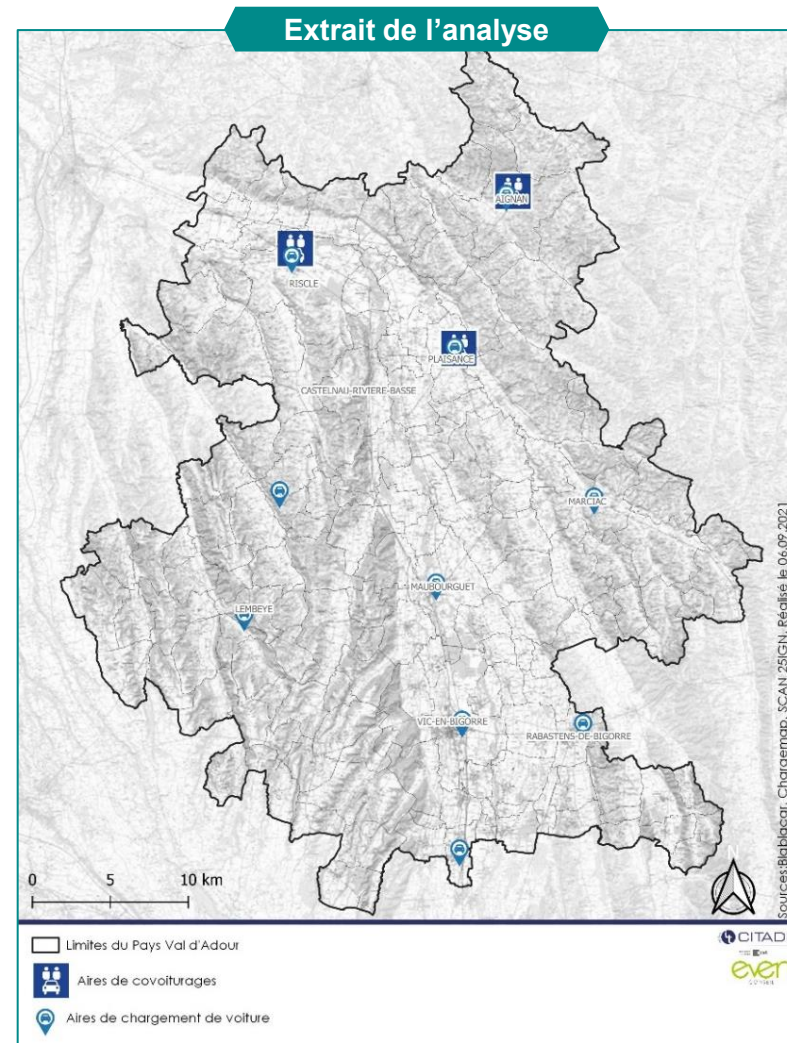 Extrait de l'analyse
AIGNAN
RISCLE
PLAISANCE
CASTELNAU-RIVIERE-BASSE
MARCIAC
MAUBOURGUET
LEMBEYE
VIC-EN-BIGORRE
RABASTENS-DE-BIGORRE
0 5 10 km
N
Sources:Blablacar, Chargemap, SCAN 25IGN. Réalisé le 06.09.2021
Limites du Pays Val d'Adour
Aires de covoiturages
Aires de chargement de voiture
CITAD
even
CONSEIL